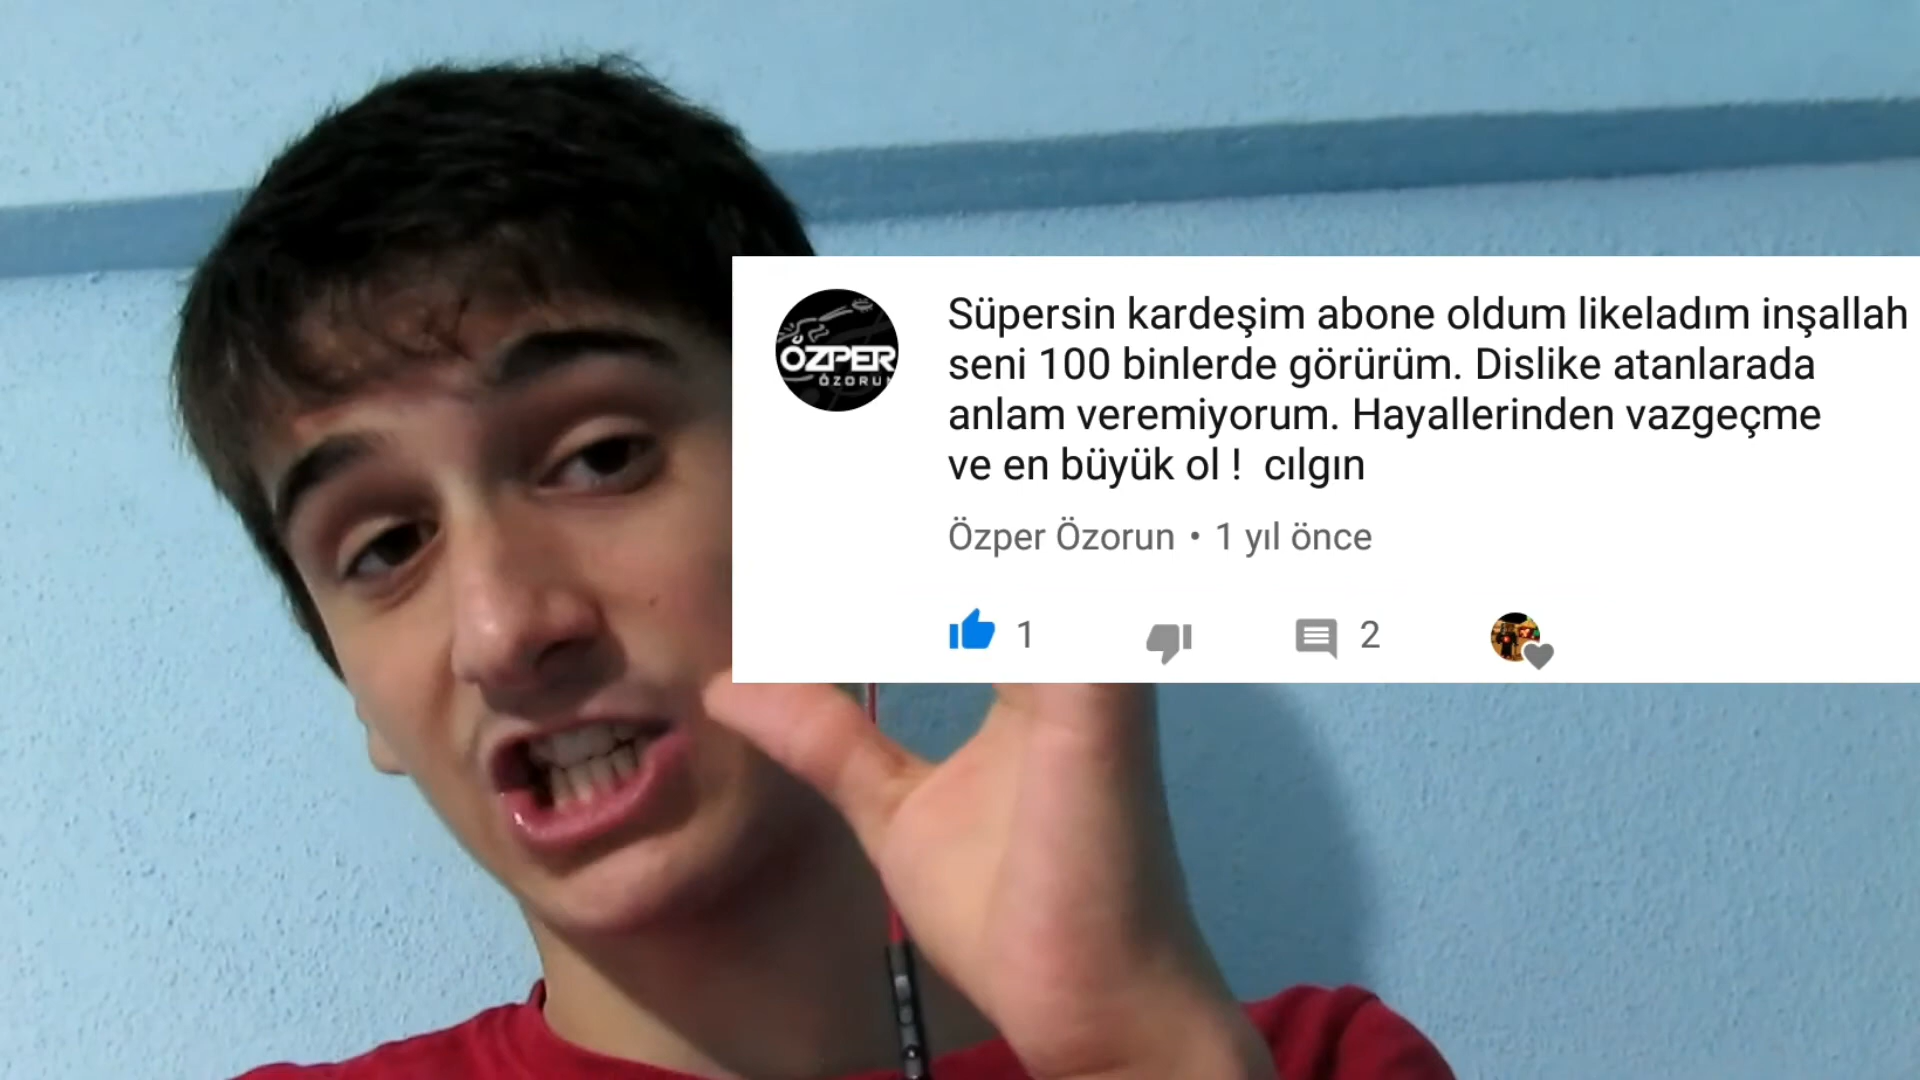 ÖZPER
ÖZORU
Süpersin kardeşim abone oldum likeladım inşallah
seni 100 binlerde görürüm. Dislike atanlarada
anlam veremiyorum. Hayallerinden vazgeçme
ve en büyük ol ! cılgın
Özper Özorun • 1 yıl önce
1
2